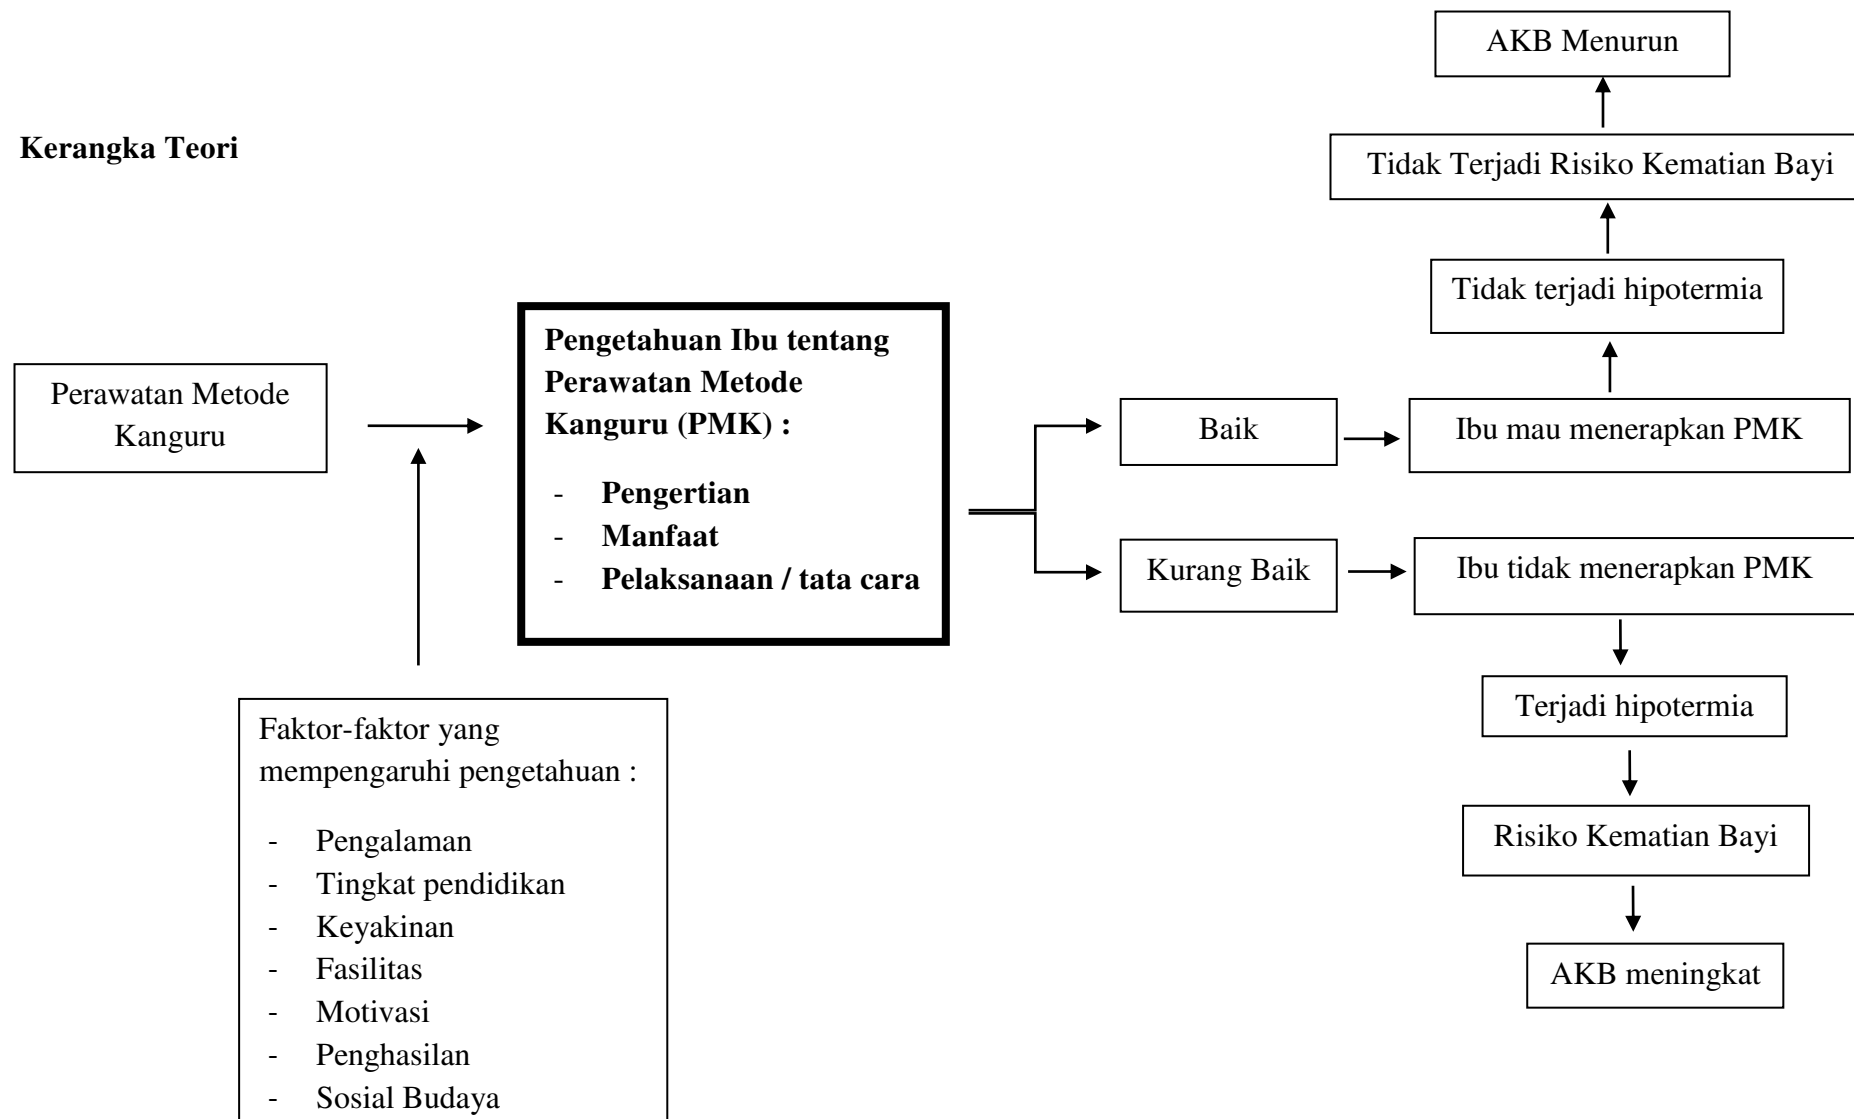 Kerangka Teori
Perawatan Metode
Kanguru
Faktor-faktor yang
mempengaruhi pengetahuan :
- Pengalaman
- Tingkat pendidikan
- Keyakinan
- Fasilitas
- Motivasi
- Penghasilan
- Sosial Budaya
Pengetahuan Ibu tentang
Perawatan Metode
Kanguru (PMK) :
- Pengertian
- Manfaat
- Pelaksanaan / tata cara
Baik
Ibu mau menerapkan PMK
Tidak terjadi hipotermia
Tidak Terjadi Risiko Kematian Bayi
AKB Menurun
Kurang Baik
Ibu tidak menerapkan PMK
Terjadi hipotermia
Risiko Kematian Bayi
AKB meningkat